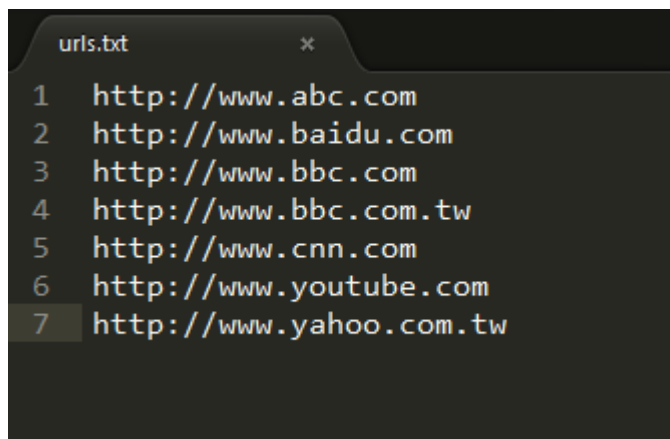 urls.txt ×
1 http://www.abc.com
2 http://www.baidu.com
3 http://www.bbc.com
4 http://www.bbc.com.tw
5 http://www.cnn.com
6 http://www.youtube.com
7 http://www.yahoo.com.tw